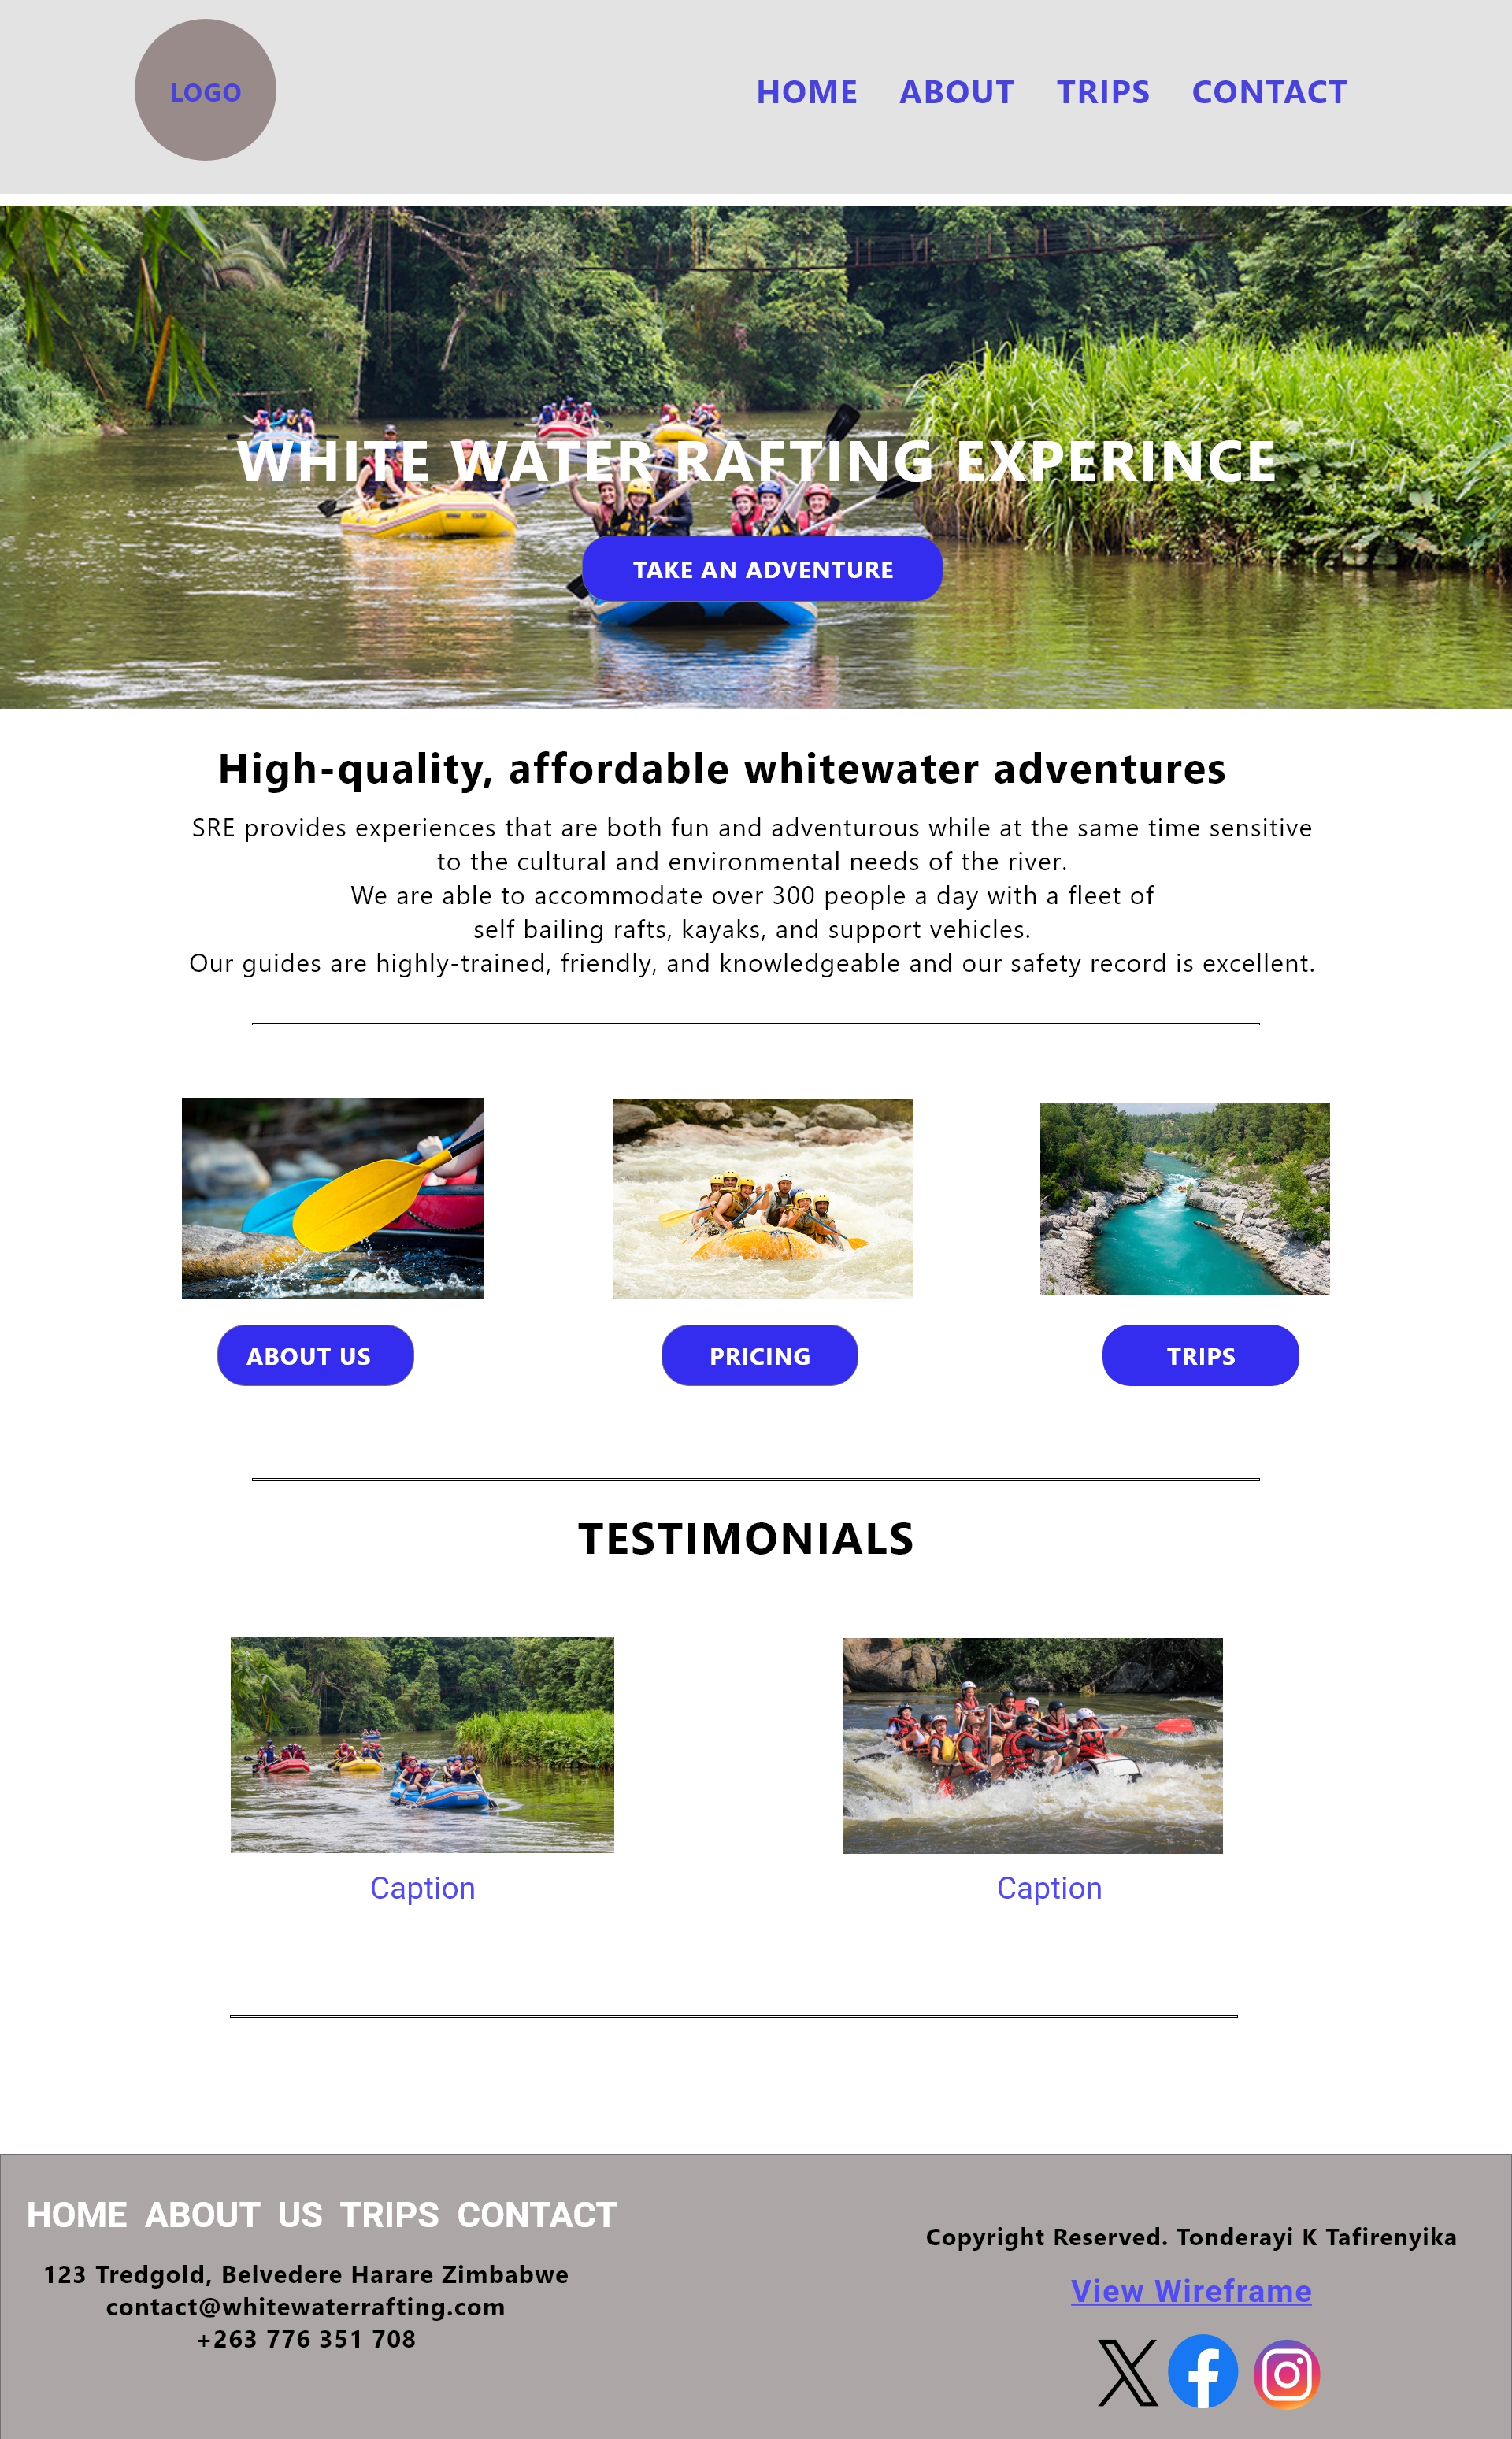 LOGO
HOME ABOUT TRIPS CONTACT
WHITE WATER RAFTING EXPERINCE
TAKE AN ADVENTURE
High-quality, affordable whitewater adventures
SRE provides experiences that are both fun and adventurous while at the same time sensitive
to the cultural and environmental needs of the river.
We are able to accommodate over 300 people a day with a fleet of
self bailing rafts, kayaks, and support vehicles.
Our guides are highly-trained, friendly, and knowledgeable and our safety record is excellent.
ABOUT US
PRICING
TRIPS
TESTIMONIALS
Caption
Caption
HOME ABOUT US TRIPS CONTACT
123 Tredgold, Belvedere Harare Zimbabwe
contact@whitewaterrafting.com
+263 776 351 708
Copyright Reserved. Tonderayi K Tafirenyika
View Wireframe